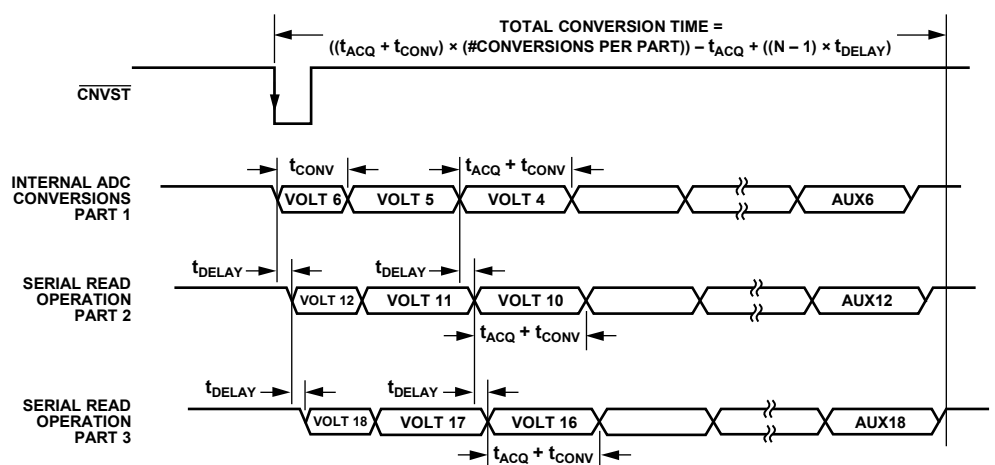 TOTAL CONVERSION TIME =
((tACQ + tCONV) × (#CONVERSIONS PER PART)) – tACQ + ((N – 1) × tDELAY)
CNVST
tCONV
tACQ + tCONV
INTERNAL ADC
CONVERSIONS
PART 1
VOLT 6
VOLT 5
VOLT 4
AUX6
tDELAY
tDELAY
SERIAL READ
OPERATION
PART 2
VOLT 12
VOLT 11
VOLT 10
AUX12
tACQ + tCONV
tDELAY
tDELAY
SERIAL READ
OPERATION
PART 3
VOLT 18
VOLT 17
VOLT 16
AUX18
tACQ + tCONV